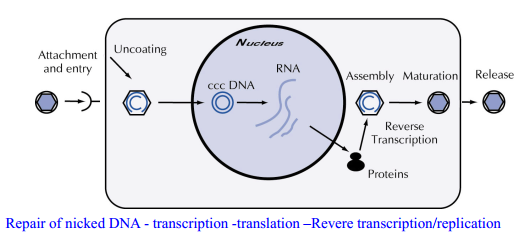 Attachment
and entry
Uncoating
Nucleus
ccc DNA
RNA
Assembly
Maturation
Release
Reverse
Transcription
Proteins
Repair of nicked DNA - transcription -translation –Revere transcription/replication